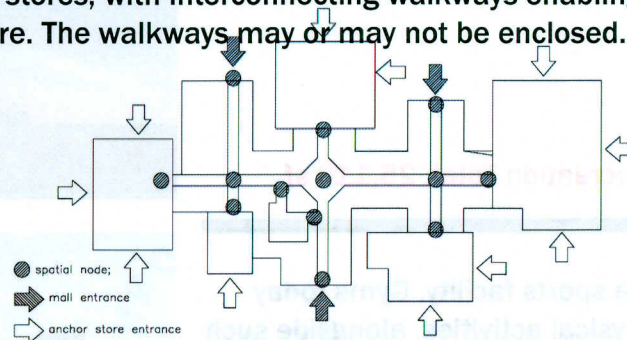 stores, with interconnecting walkways enabling
re. The walkways may or may not be enclosed.
spatial node;
mall entrance
anchor store entrance